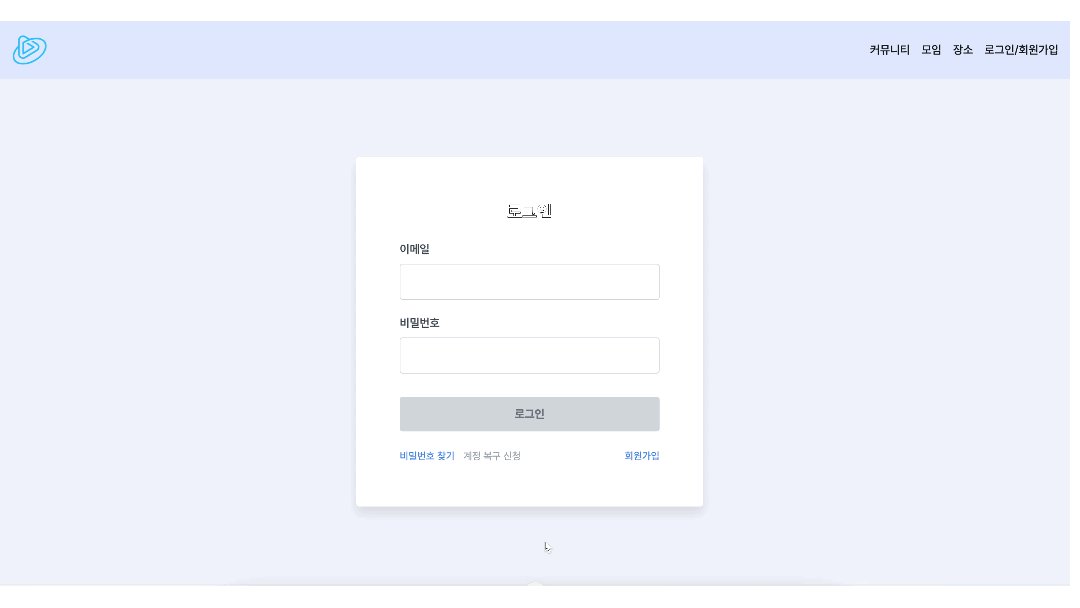 커뮤니티 모임 장소 로그인/회원가입
로그인
이메일
비밀번호
로그인
비밀번호 찾기 계정 복구 신청 회원가입